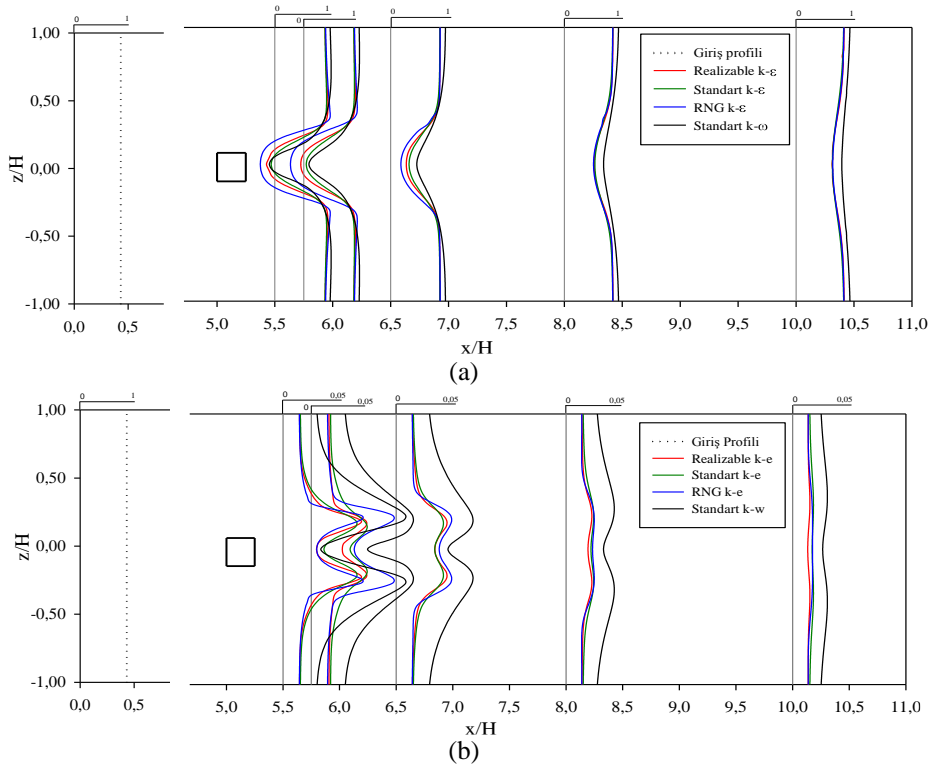 0 1
0 1
0 1
0 1
0 1
0 1
1,00
0,50
0,00
-0,50
-1,00
z/H
Giriş profili
Realizable k-ε
Standart k-ε
RNG k-ε
Standart k-ω
0,0 0,5
5,0 5,5 6,0 6,5 7,0 7,5 8,0 8,5 9,0 9,5 10,0 10,5 11,0
x/H
(a)
0 1
0 0,05
0 0,05
0 0,05
0 0,05
0 0,05
1,00
0,50
0,00
-0,50
-1,00
z/H
Giriş Profili
Realizable k-e
Standart k-e
RNG k-e
Standart k-w
0,0 0,5
5,0 5,5 6,0 6,5 7,0 7,5 8,0 8,5 9,0 9,5 10,0 10,5 11,0
x/H
(b)